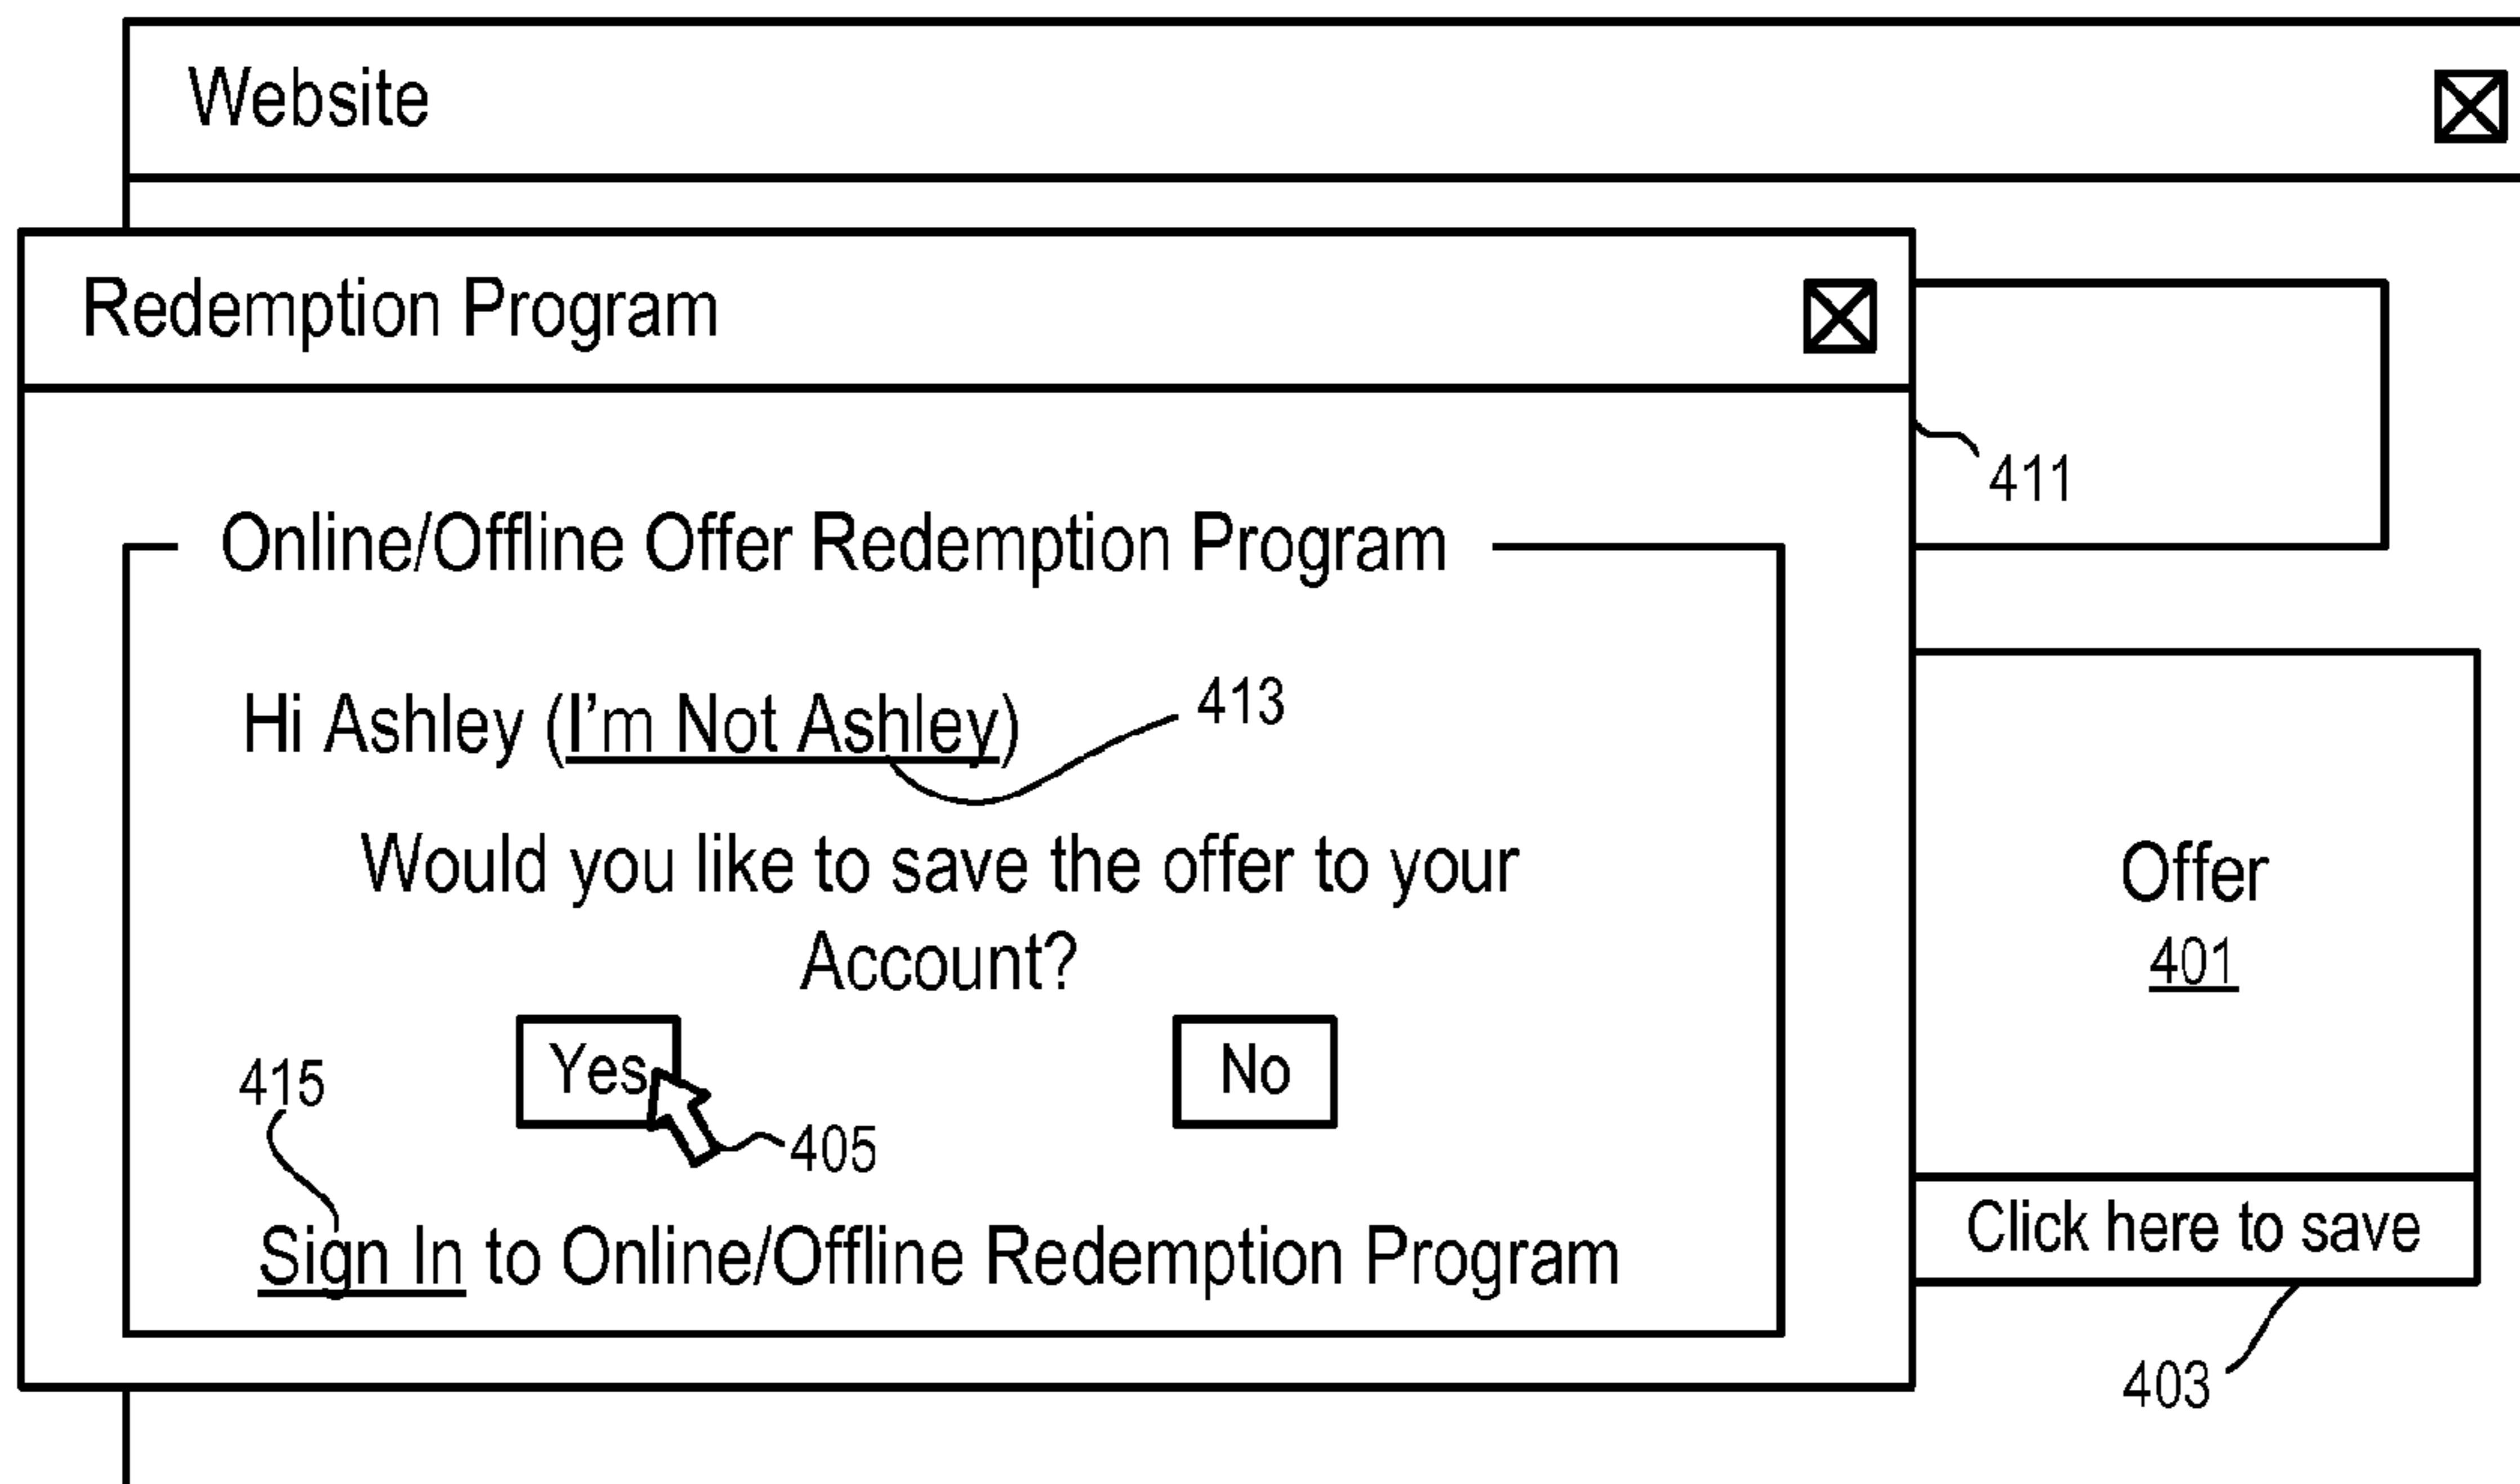 Website
Redemption Program
411
Online/Offline Offer Redemption Program
Hi Ashley (I'm Not Ashley)
413
Would you like to save the offer to your
Account?
Offer
401
Yes
No
415
405
Sign In to Online/Offline Redemption Program
Click here to save
403